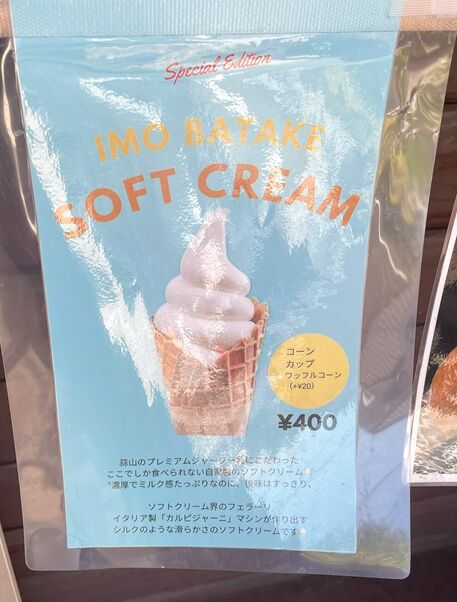 Special Edition
IMO BATAKE
SOFT CREAM
コーン
カップ
ワッフルコーン
(+¥20)
¥400
蒜山のプレミアムジャージー乳にこだわった
ここでしか食べられない自家製のソフトクリーム
濃厚でミルク感たっぷりなのに、後味はすっきり。
ソフトクリーム界のフェラーリ
イタリア製「カルピジャーニ」マシンが作り出す
シルクのような滑らかさのソフトクリームです